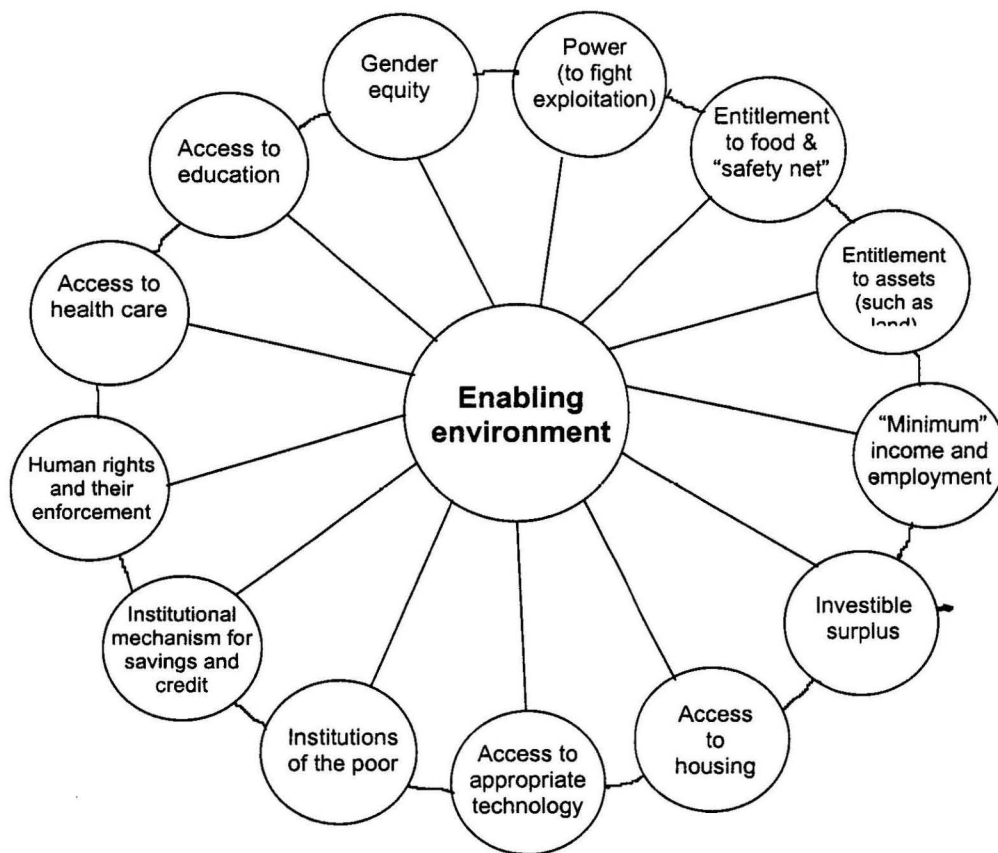 Gender
equity
Power
(to fight
exploitation)
Entitlement
to food &
“safety net”
Entitlement
to assets
(such as
land)
“Minimum”
income and
employment
Investible
surplus
Access
to
housing
Access to
appropriate
technology
Institutions
of the poor
Institutional
mechanism for
savings and
credit
Human rights
and their
enforcement
Access to
health care
Access to
education
Enabling
environment